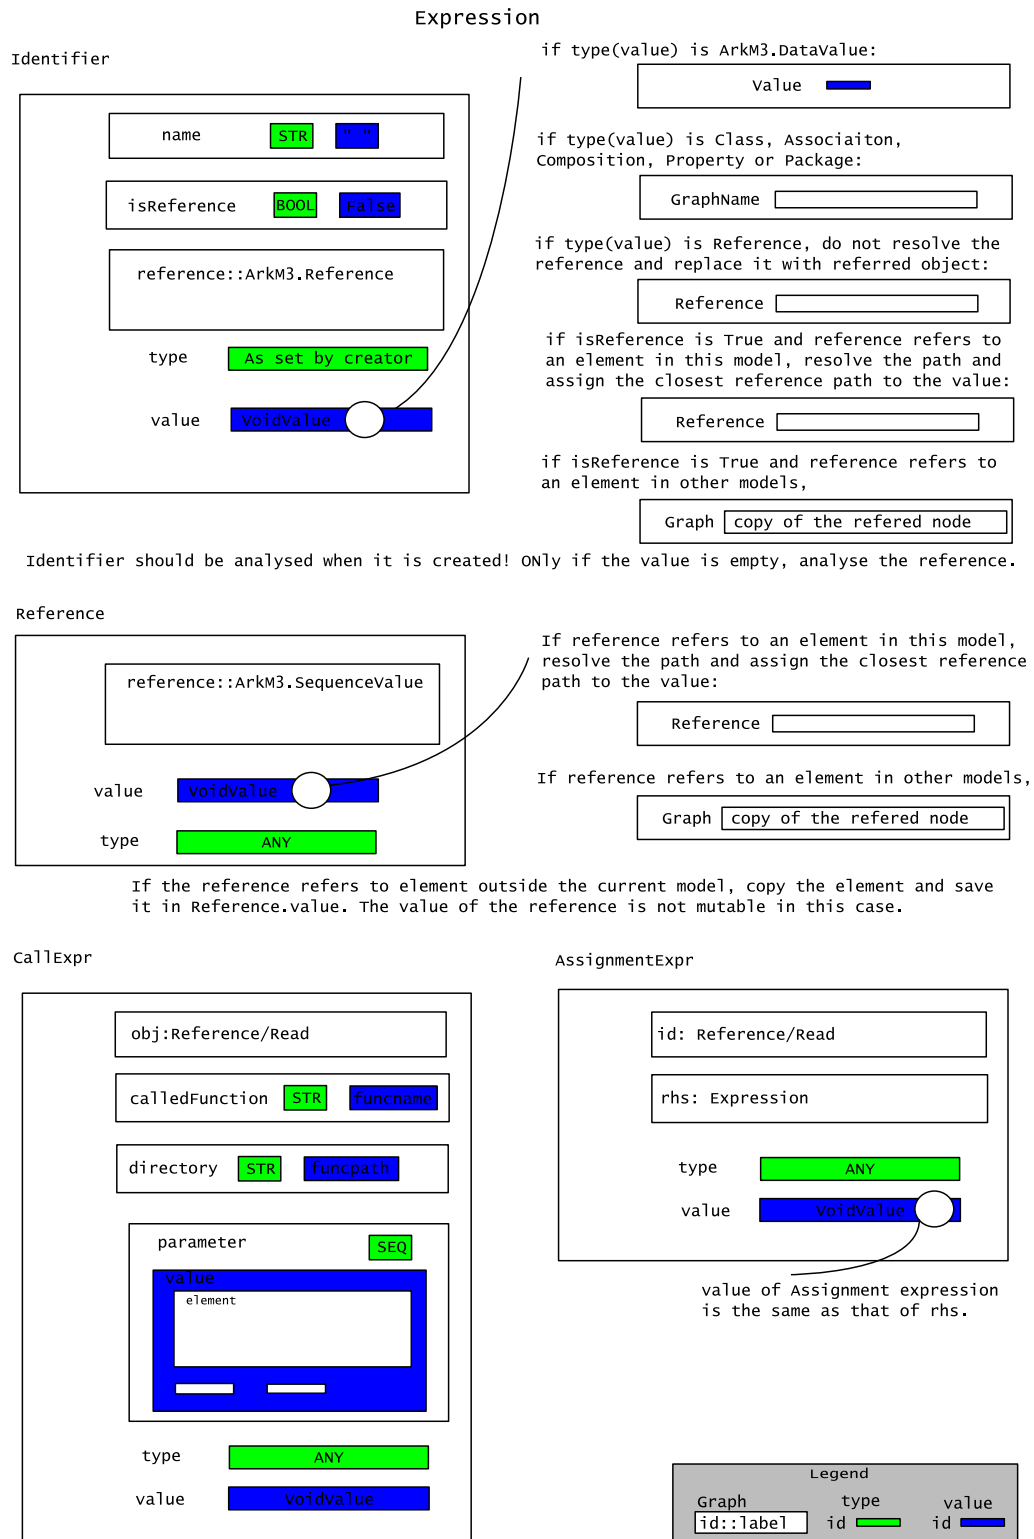 Expression
Identifier
name STR " "
isReference BOOL False
reference::ArkM3.Reference
type As set by creator
value VoidValue
if type(value) is ArkM3.DataValue:
Value
if type(value) is Class, Associaiton,
Composition, Property or Package:
GraphName
if type(value) is Reference, do not resolve the
reference and replace it with referred object:
Reference
if isReference is True and reference refers to
an element in this model, resolve the path and
assign the closest reference path to the value:
Reference
if isReference is True and reference refers to
an element in other models,
Graph copy of the refered node
Identifier should be analysed when it is created! ONly if the value is empty, analyse the reference.
Reference
reference::ArkM3.SequenceValue
value VoidValue
type ANY
If reference refers to an element in this model,
resolve the path and assign the closest reference
path to the value:
Reference
If reference refers to an element in other models,
Graph copy of the refered node
If the reference refers to element outside the current model, copy the element and save
it in Reference.value. The value of the reference is not mutable in this case.
CallExpr
obj:Reference/Read
calledFunction STR funcname
directory STR funcpath
parameter SEQ
value
element
type ANY
value VoidValue
AssignmentExpr
id: Reference/Read
rhs: Expression
type ANY
value VoidValue
value of Assignment expression
is the same as that of rhs.
Legend
Graph type value
id::label id id